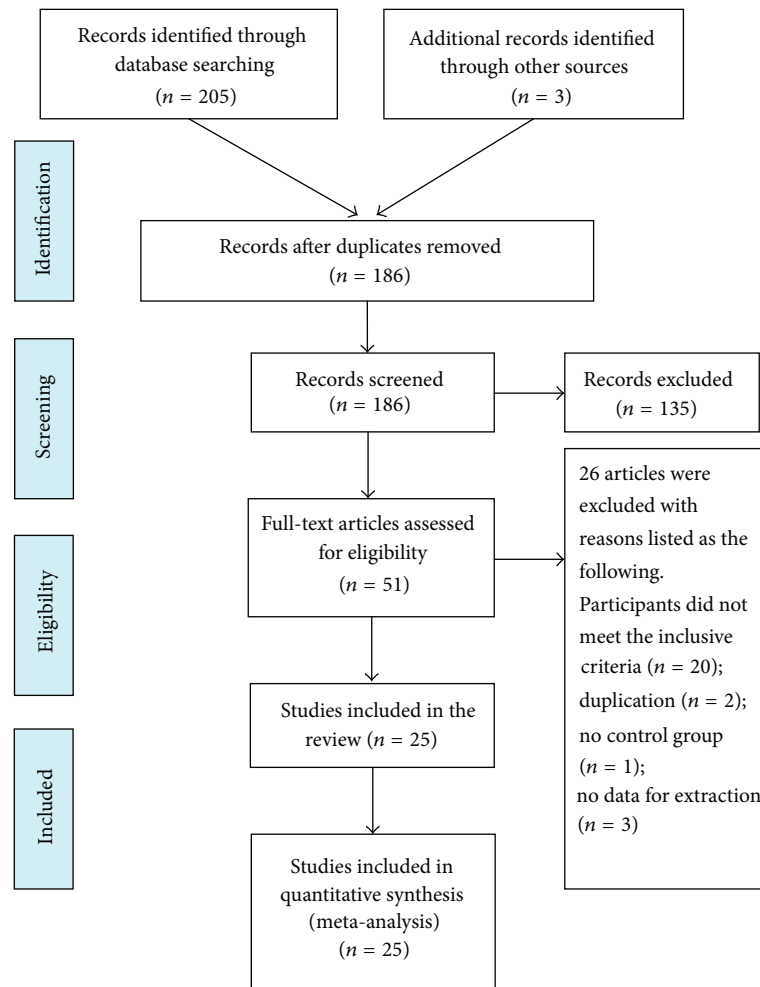 Records identified through
database searching
(n = 205)
Additional records identified
through other sources
(n = 3)
Identification
Records after duplicates removed
(n = 186)
Screening
Records screened
(n = 186)
Records excluded
(n = 135)
Eligibility
Full-text articles assessed
for eligibility
(n = 51)
26 articles were
excluded with
reasons listed as the
following.
Participants did not
meet the inclusive
criteria (n = 20);
duplication (n = 2);
no control group
(n = 1);
no data for extraction
(n = 3)
Included
Studies included in the
review (n = 25)
Studies included in
quantitative synthesis
(meta-analysis)
(n = 25)